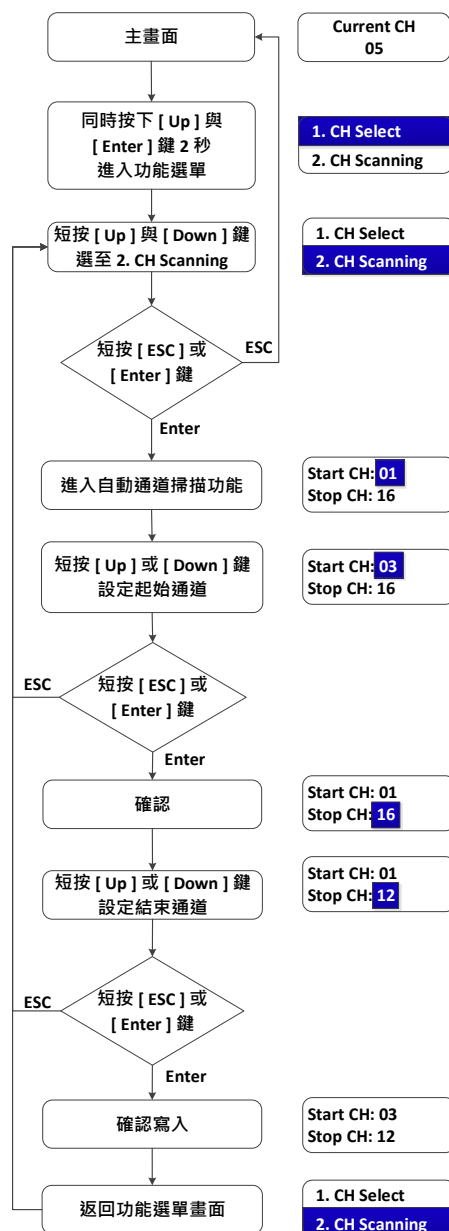 主畫面
Current CH
05
同時按下 [ Up ] 與
[ Enter ] 鍵 2 秒
進入功能選單
1. CH Select
2. CH Scanning
短按 [ Up ] 與 [ Down ] 鍵
選至 2. CH Scanning
1. CH Select
2. CH Scanning
短按 [ ESC ] 或
[ Enter ] 鍵
ESC
Enter
進入自動通道掃描功能
Start CH: 01
Stop CH: 16
短按 [ Up ] 或 [ Down ] 鍵
設定起始通道
Start CH: 03
Stop CH: 16
ESC
短按 [ ESC ] 或
[ Enter ] 鍵
Enter
確認
Start CH: 01
Stop CH: 16
短按 [ Up ] 或 [ Down ] 鍵
設定結束通道
Start CH: 01
Stop CH: 12
ESC
短按 [ ESC ] 或
[ Enter ] 鍵
Enter
確認寫入
Start CH: 03
Stop CH: 12
返回功能選單畫面
1. CH Select
2. CH Scanning